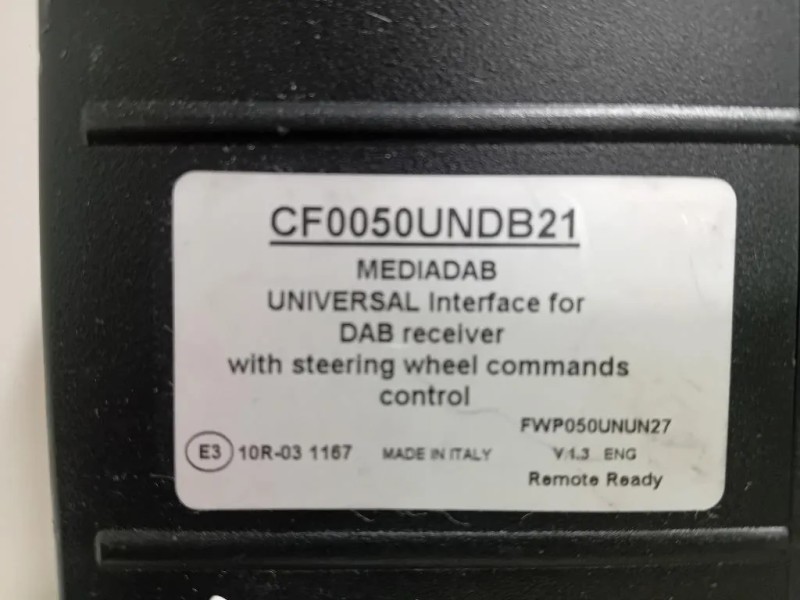 CF0050UNDB21
MEDIADAB
UNIVERSAL Interface for
DAB receiver
with steering wheel commands
control
FWP050UNUN27
E3 10R-03 1167 MADE IN ITALY V 1.3 ENG
Remote Ready